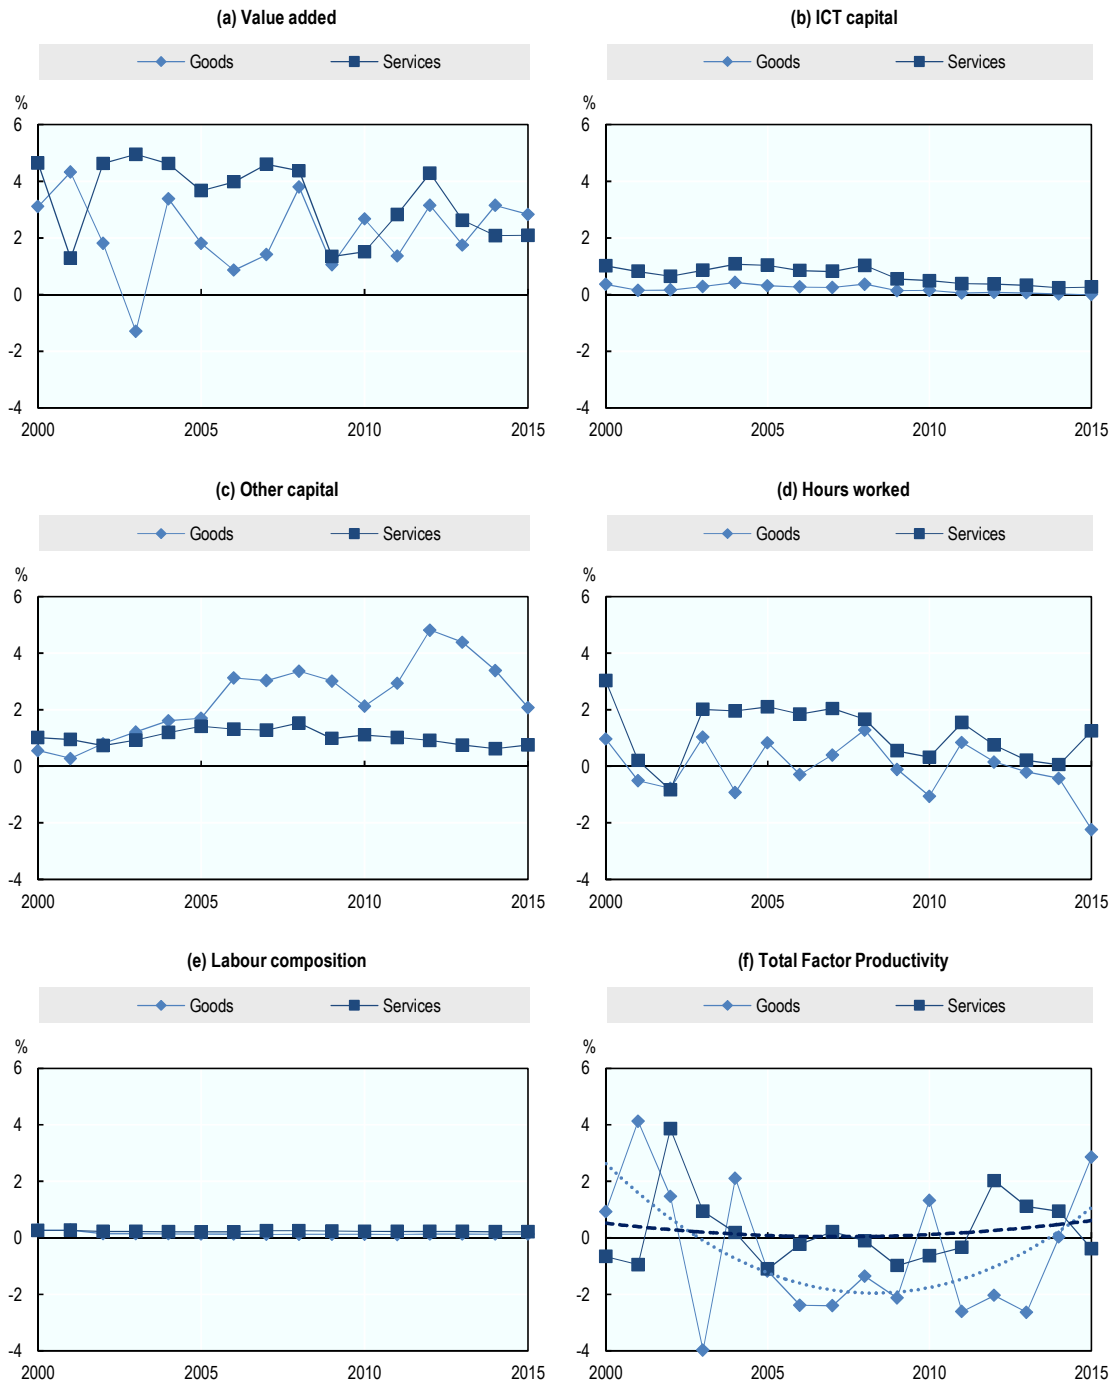 (a) Value added
Goods Services
%
6
4
2
0
-2
-4
2000 2005 2010 2015
(b) ICT capital
Goods Services
%
6
4
2
0
-2
-4
2000 2005 2010 2015
(c) Other capital
Goods Services
%
6
4
2
0
-2
-4
2000 2005 2010 2015
(d) Hours worked
Goods Services
%
6
4
2
0
-2
-4
2000 2005 2010 2015
(e) Labour composition
Goods Services
%
6
4
2
0
-2
-4
2000 2005 2010 2015
(f) Total Factor Productivity
Goods Services
%
6
4
2
0
-2
-4
2000 2005 2010 2015